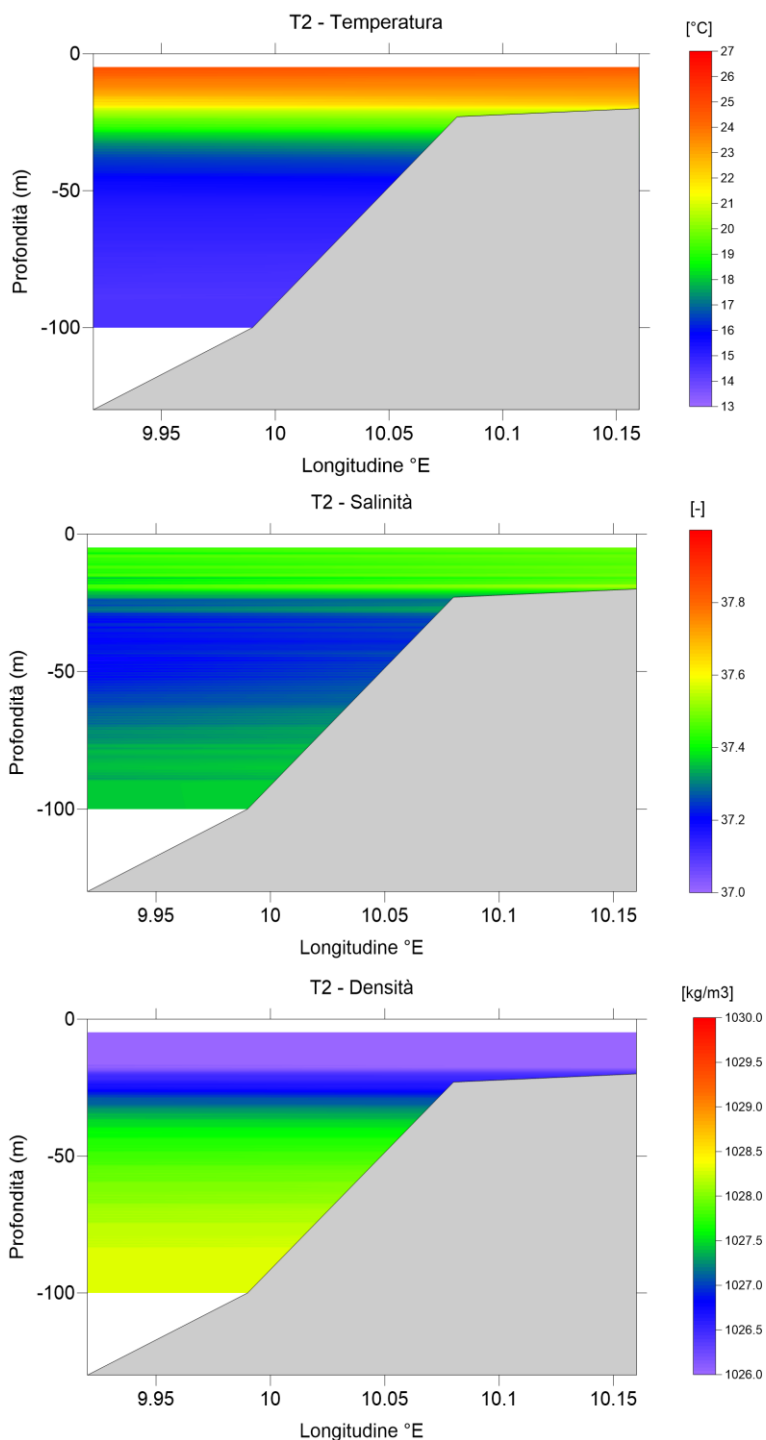 T2 - Temperatura
[°C]
0
-50
-100
Profondità (m)
9.95 10 10.05 10.1 10.15
Longitudine °E
27
26
25
24
23
22
21
20
19
18
17
16
15
14
13
T2 - Salinità
[-]
0
-50
-100
Profondità (m)
9.95 10 10.05 10.1 10.15
Longitudine °E
37.8
37.6
37.4
37.2
37.0
T2 - Densità
[kg/m3]
0
-50
-100
Profondità (m)
9.95 10 10.05 10.1 10.15
Longitudine °E
1030.0
1029.5
1029.0
1028.5
1028.0
1027.5
1027.0
1026.5
1026.0